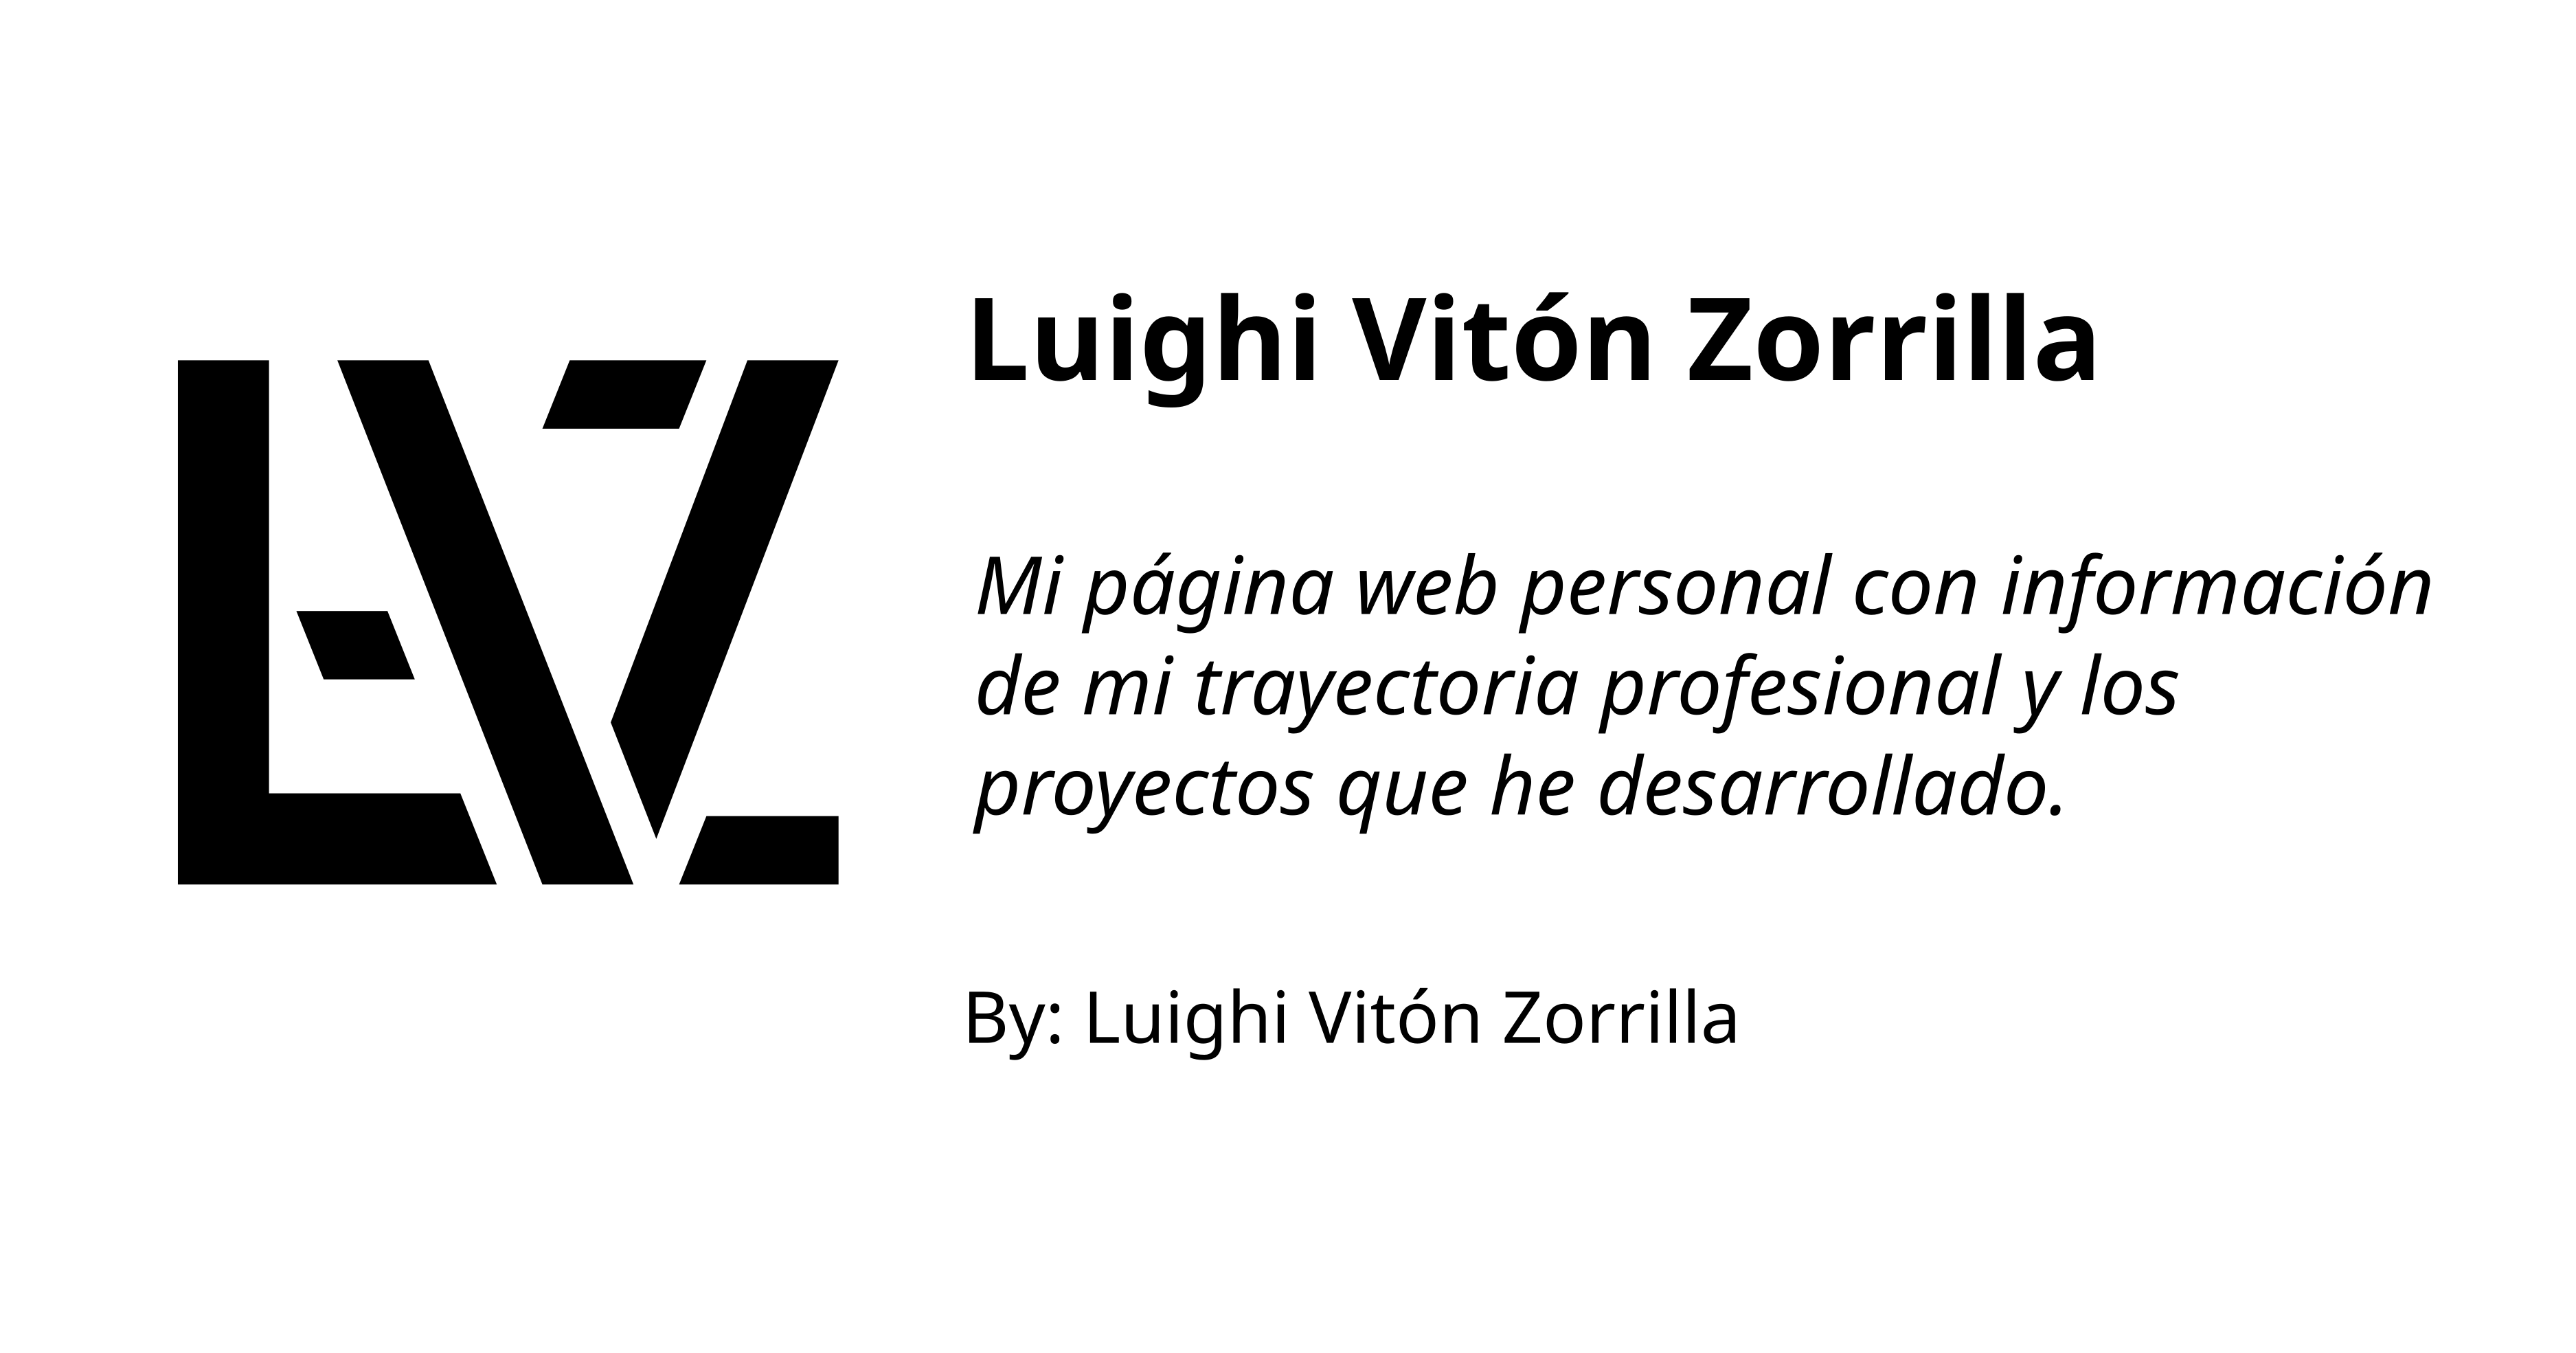 LVZ
Luighi Vitón Zorrilla
Mi página web personal con información
de mi trayectoria profesional y los
proyectos que he desarrollado.
By: Luighi Vitón Zorrilla